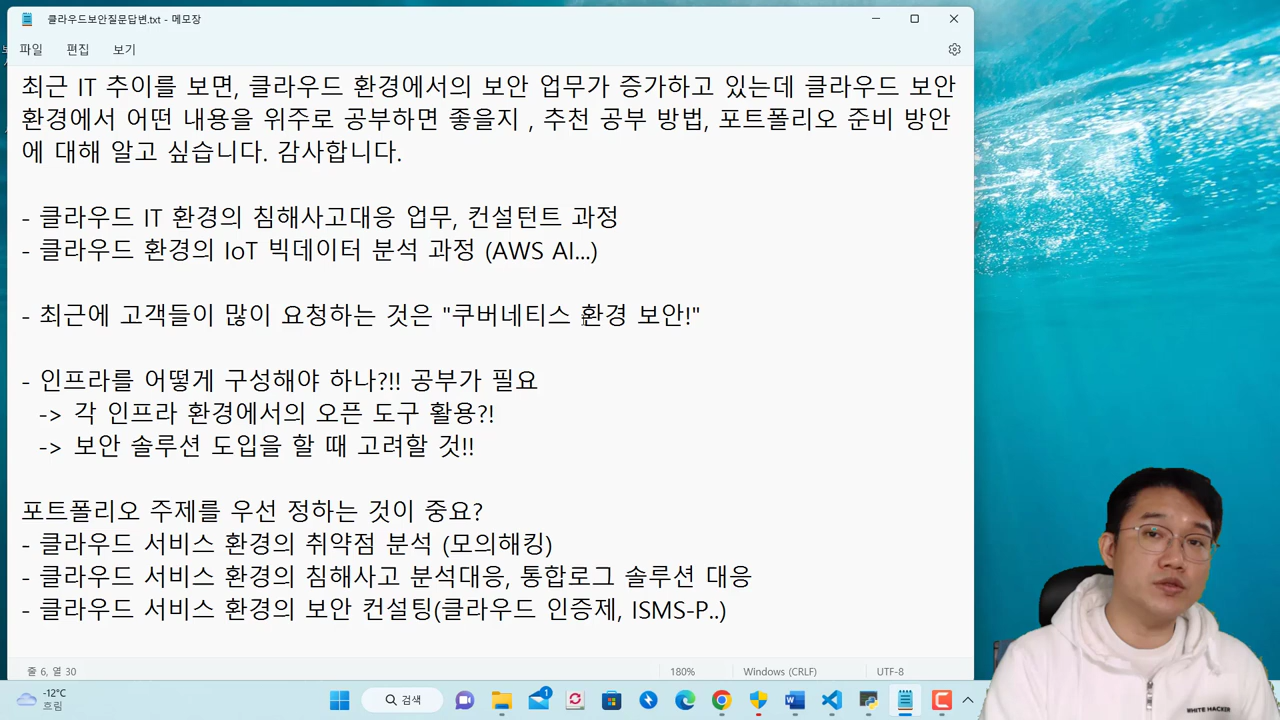 클라우드보안질문답변.txt - 메모장
파일 편집 보기
최근 IT 추이를 보면, 클라우드 환경에서의 보안 업무가 증가하고 있는데 클라우드 보안
환경에서 어떤 내용을 위주로 공부하면 좋을지 , 추천 공부 방법, 포트폴리오 준비 방안
에 대해 알고 싶습니다. 감사합니다.
- 클라우드 IT 환경의 침해사고대응 업무, 컨설턴트 과정
- 클라우드 환경의 IoT 빅데이터 분석 과정 (AWS AI...)
- 최근에 고객들이 많이 요청하는 것은 "쿠버네티스 환경 보안!"
- 인프라를 어떻게 구성해야 하나?!! 공부가 필요
-> 각 인프라 환경에서의 오픈 도구 활용?!
-> 보안 솔루션 도입을 할 때 고려할 것!!
포트폴리오 주제를 우선 정하는 것이 중요?
- 클라우드 서비스 환경의 취약점 분석 (모의해킹)
- 클라우드 서비스 환경의 침해사고 분석대응, 통합로그 솔루션 대응
- 클라우드 서비스 환경의 보안 컨설팅(클라우드 인증제, ISMS-P..)
줄 6, 열 30 180% Windows (CRLF) UTF-8
-12°C
흐림
검색
1
WHITE HACKER